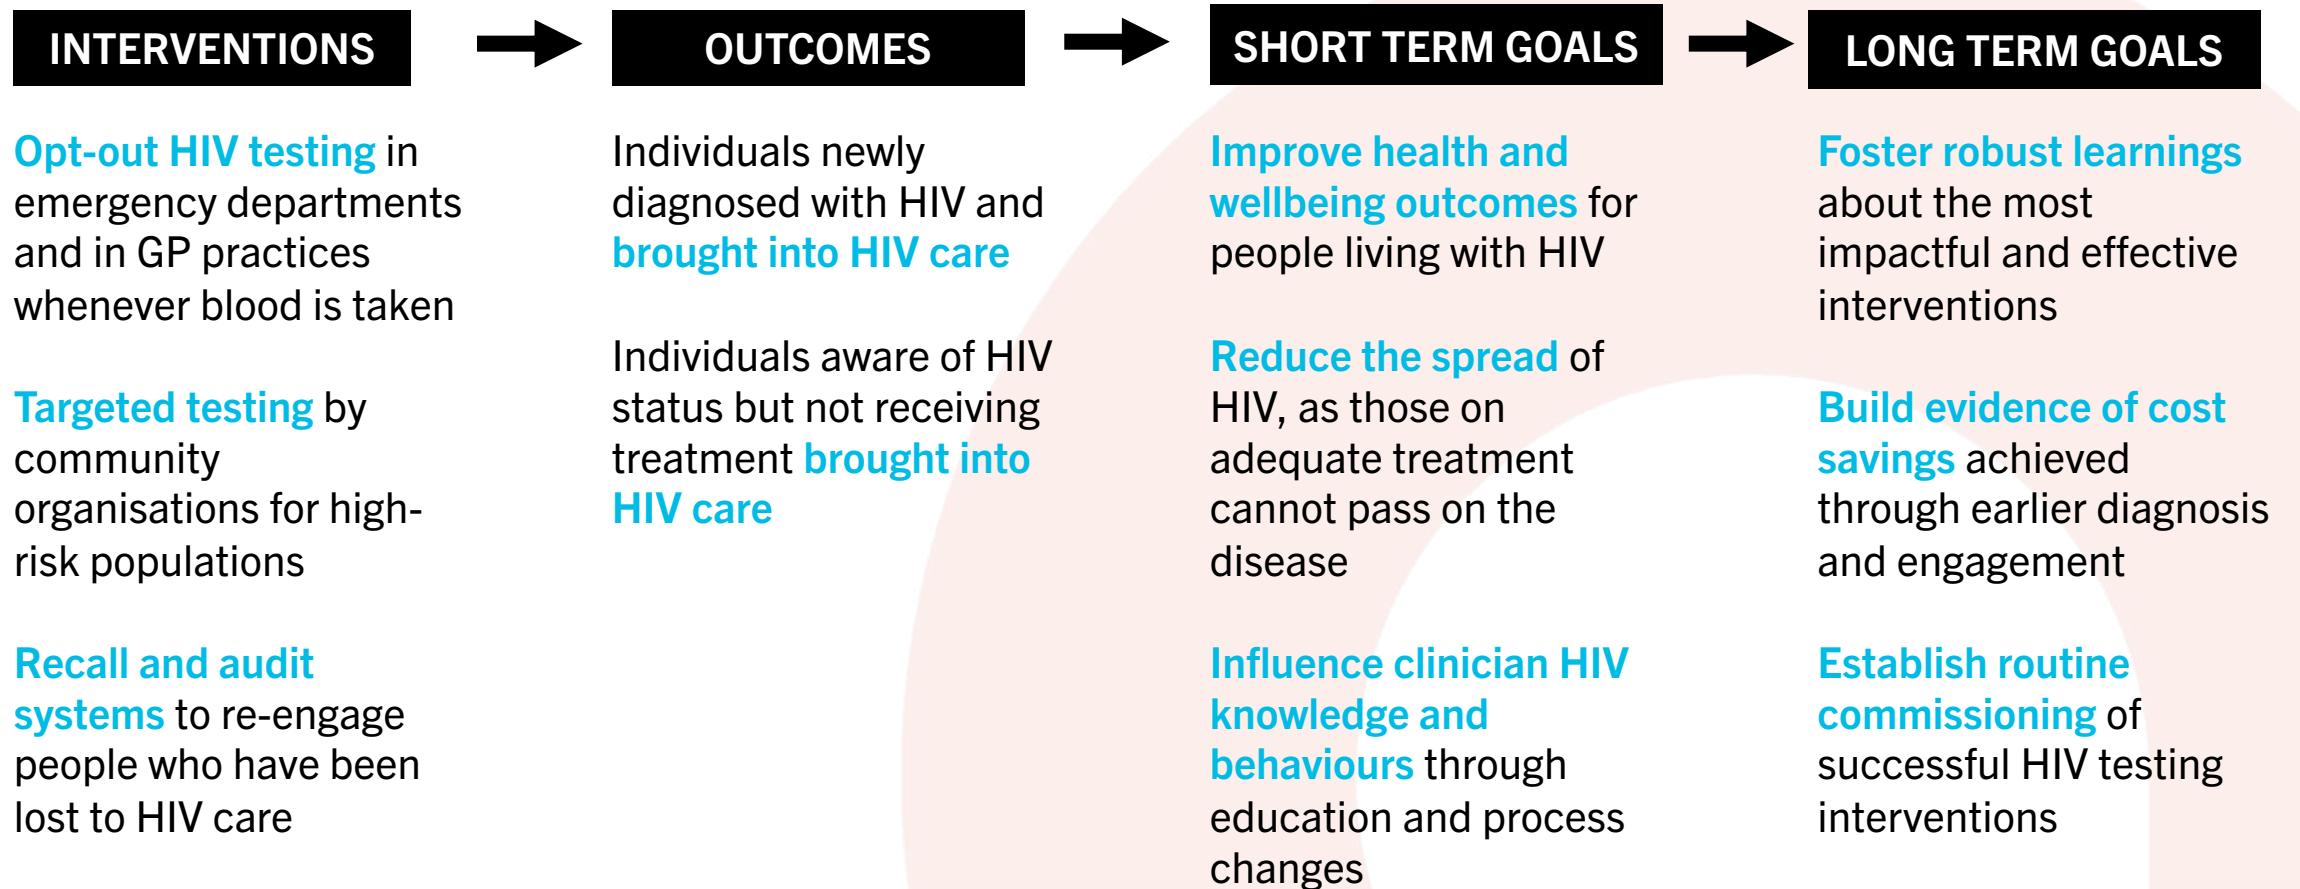 INTERVENTIONS
OUTCOMES
SHORT TERM GOALS
LONG TERM GOALS
Opt-out HIV testing in
emergency departments
and in GP practices
whenever blood is taken
Targeted testing by
community
organisations for high-
risk populations
Recall and audit
systems to re-engage
people who have been
lost to HIV care
Individuals newly
diagnosed with HIV and
brought into HIV care
Individuals aware of HIV
status but not receiving
treatment brought into
HIV care
Improve health and
wellbeing outcomes for
people living with HIV
Reduce the spread of
HIV, as those on
adequate treatment
cannot pass on the
disease
Influence clinician HIV
knowledge and
behaviours through
education and process
changes
Foster robust learnings
about the most
impactful and effective
interventions
Build evidence of cost
savings achieved
through earlier diagnosis
and engagement
Establish routine
commissioning of
successful HIV testing
interventions